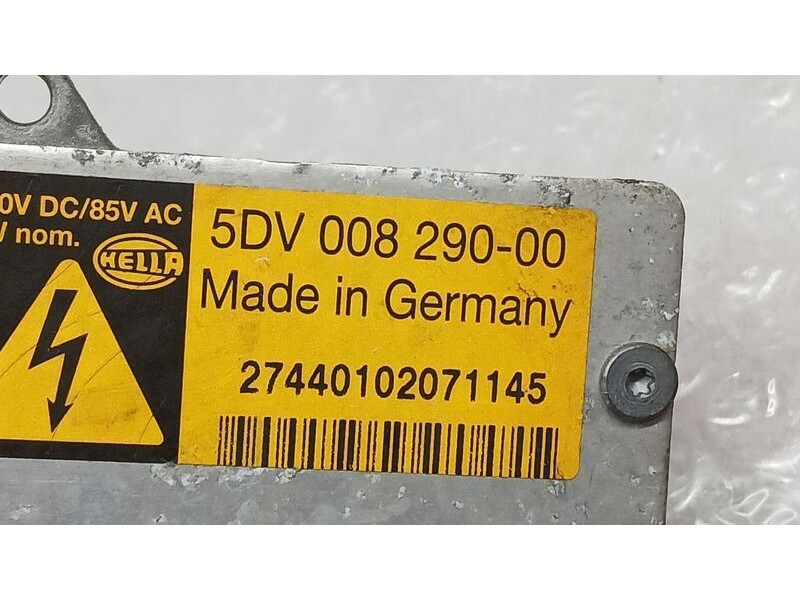 0V DC/85V AC
nom.
HELLA
5DV 008 290-00
Made in Germany
27440102071145